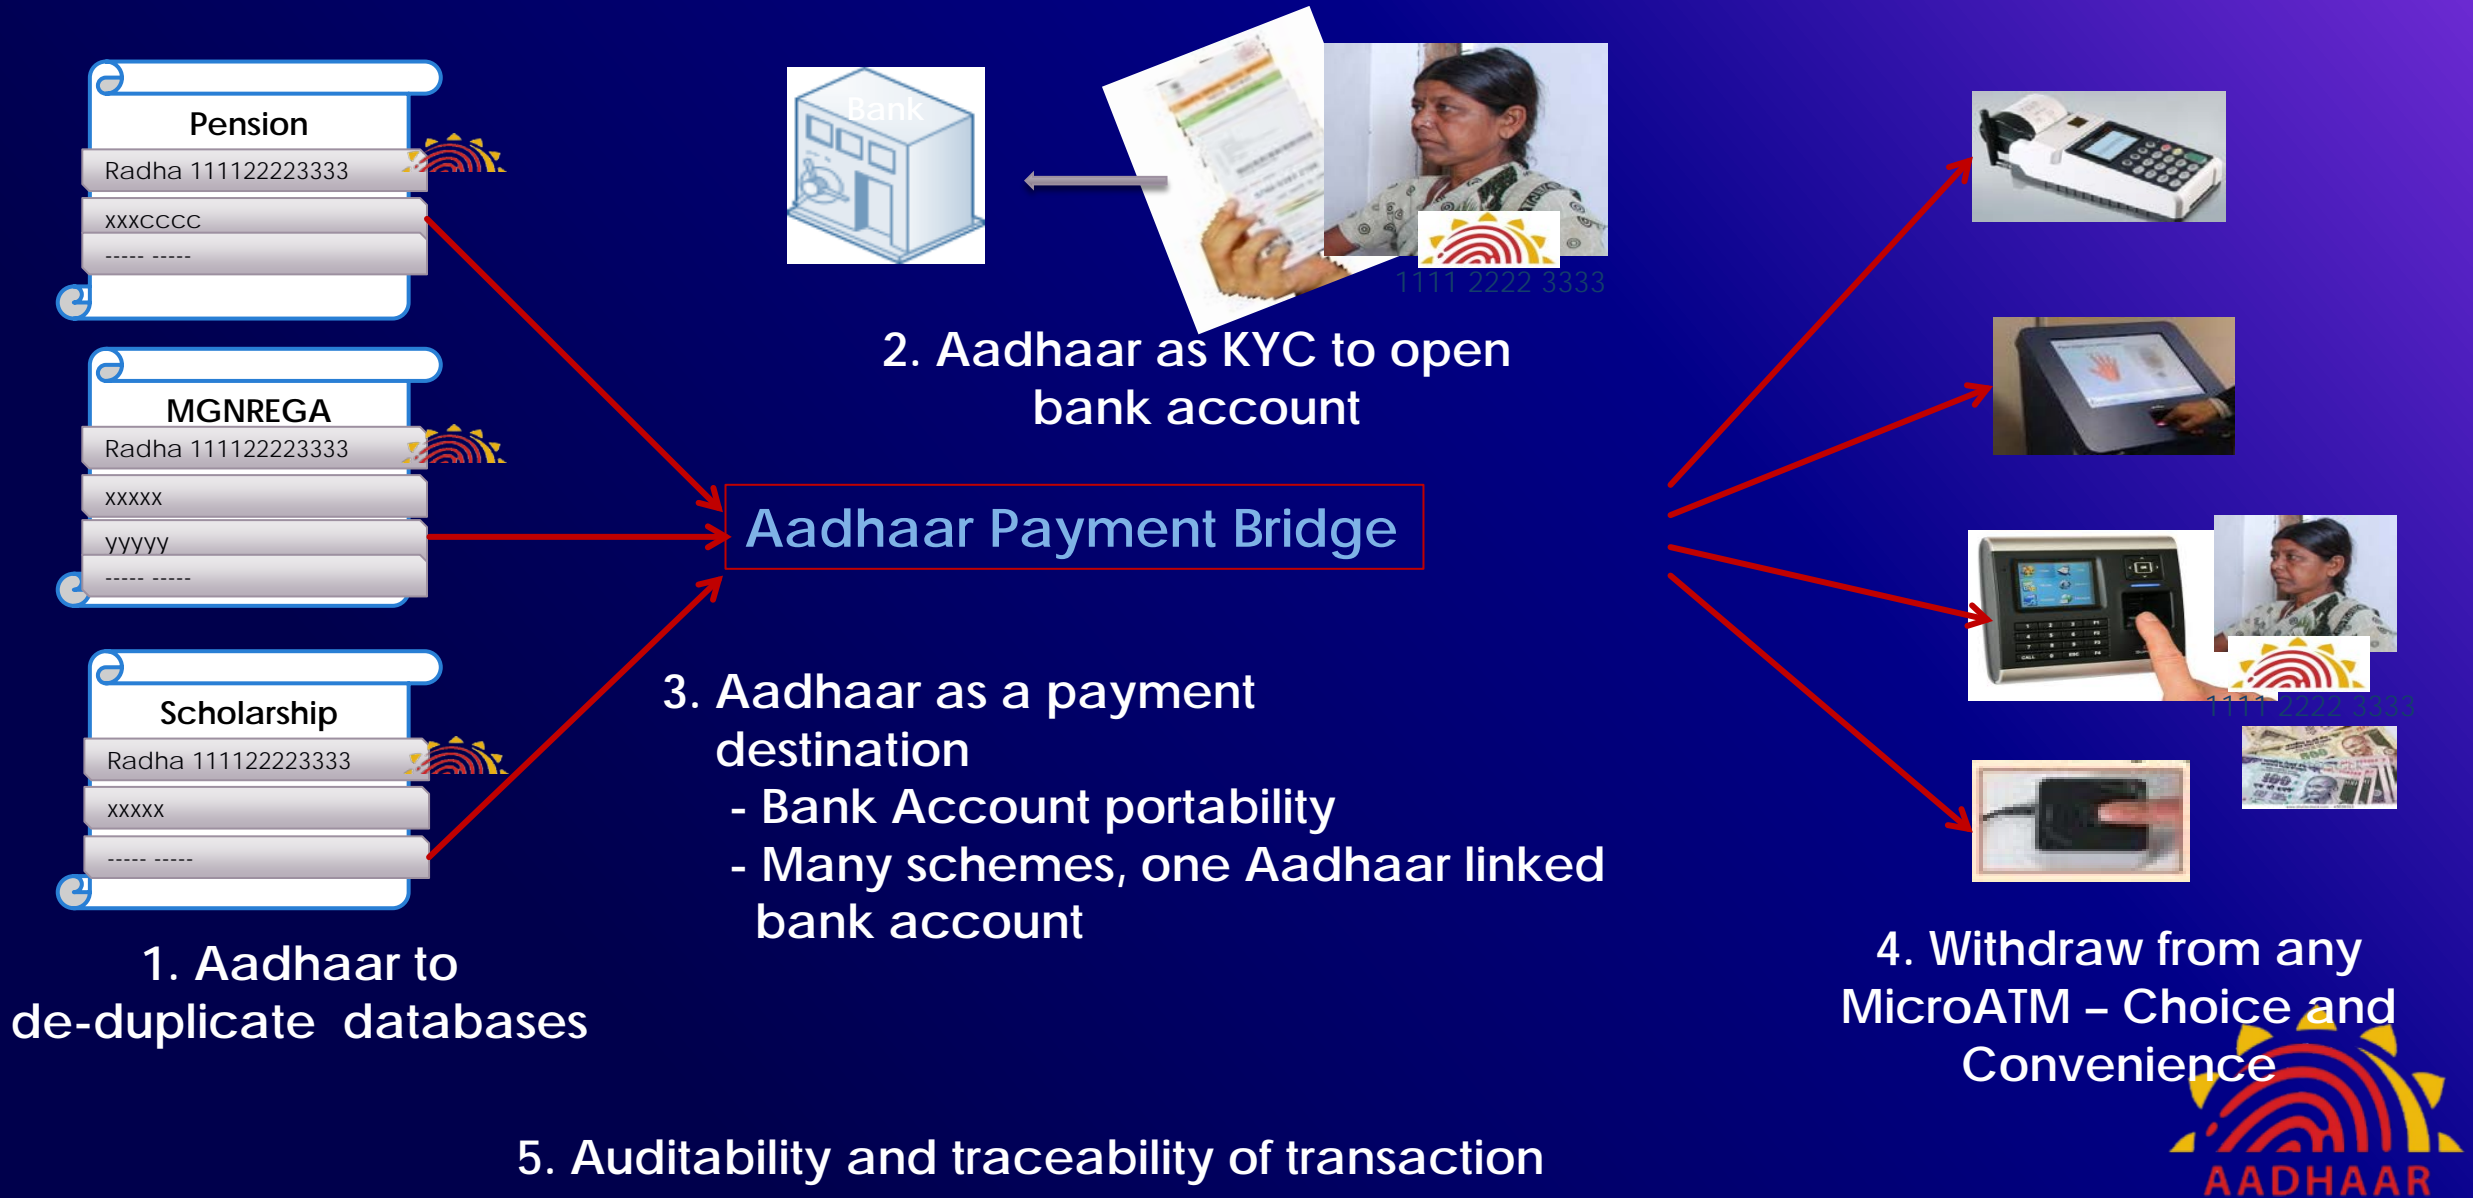 Pension
Radha 111122223333
xxxcccc
----- -----
MGNREGA
Radha 111122223333
xxxxx
yyyyy
----- -----
Scholarship
Radha 111122223333
xxxxx
----- -----
1. Aadhaar to
de-duplicate databases
Bank
1111 2222 3333
2. Aadhaar as KYC to open
bank account
Aadhaar Payment Bridge
3. Aadhaar as a payment
destination
- Bank Account portability
- Many schemes, one Aadhaar linked
bank account
1111 2222 3333
4. Withdraw from any
MicroATM – Choice and
Convenience
5. Auditability and traceability of transaction
AADHAAR